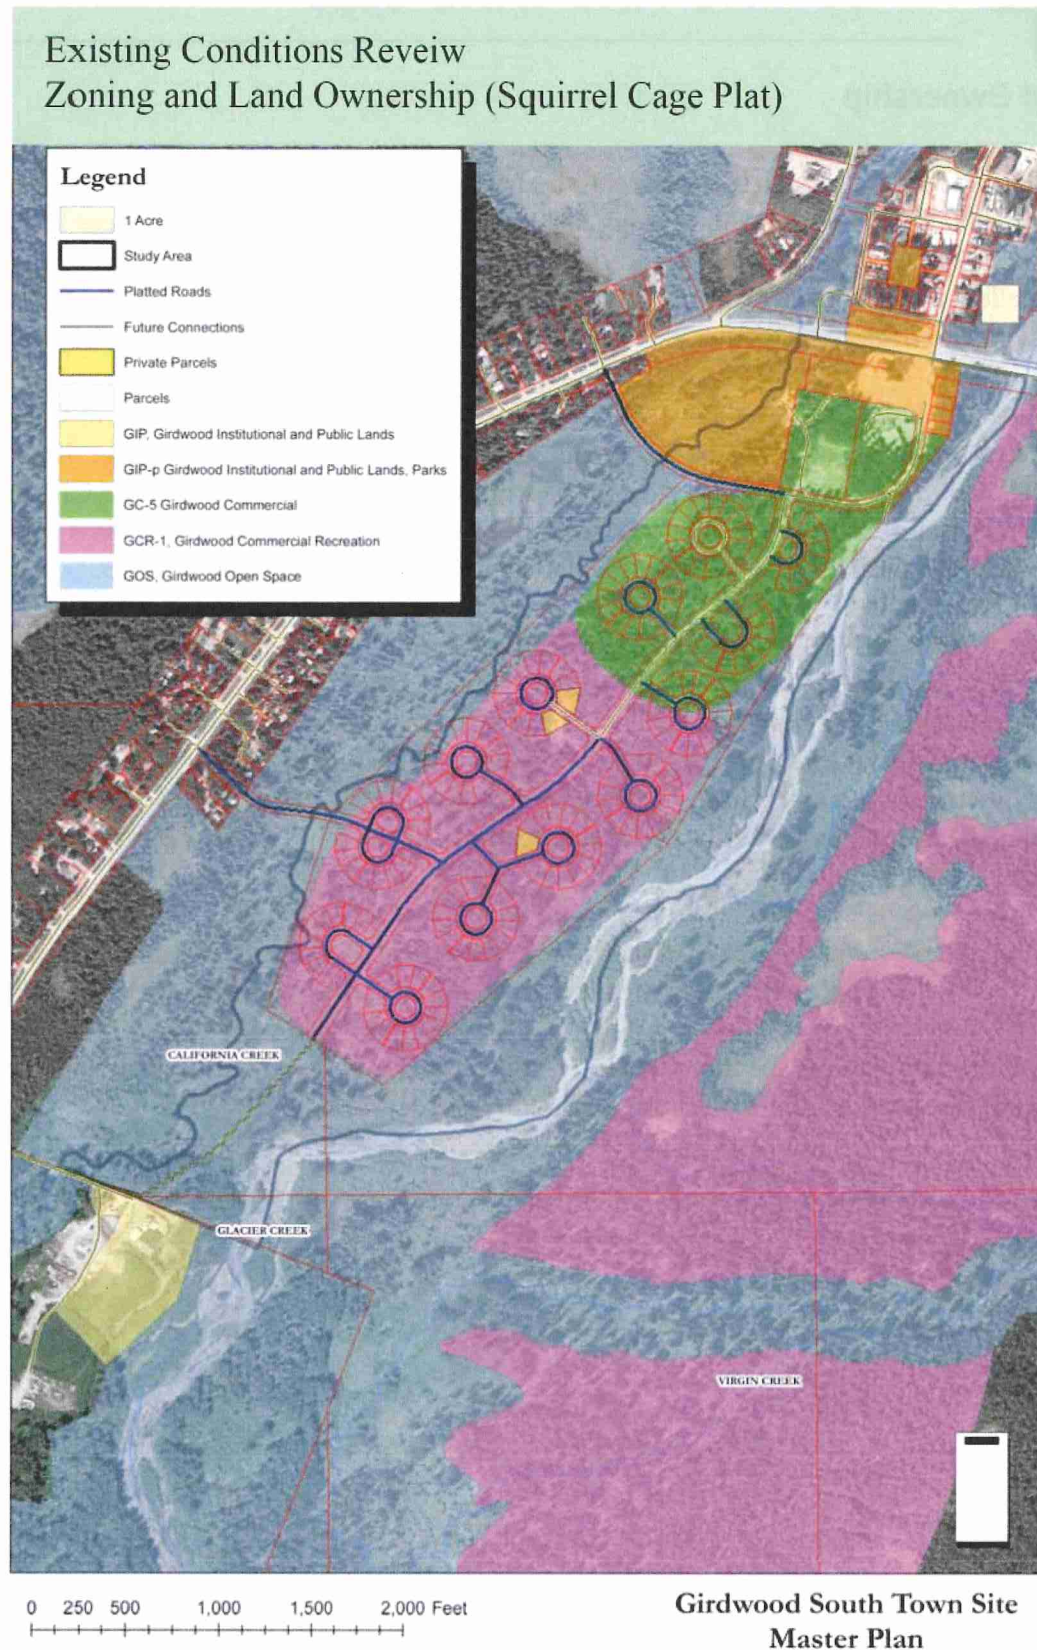 Existing Conditions Reveiw
Zoning and Land Ownership (Squirrel Cage Plat)
Legend
1 Acre
Study Area
Platted Roads
Future Connections
Private Parcels
Parcels
GIP, Girdwood Institutional and Public Lands
GIP-p Girdwood Institutional and Public Lands, Parks
GC-5 Girdwood Commercial
GCR-1, Girdwood Commercial Recreation
GOS, Girdwood Open Space
CALIFORNIA CREEK
GLACIER CREEK
VIRGIN CREEK
0 250 500 1,000 1,500 2,000 Feet
Girdwood South Town Site
Master Plan